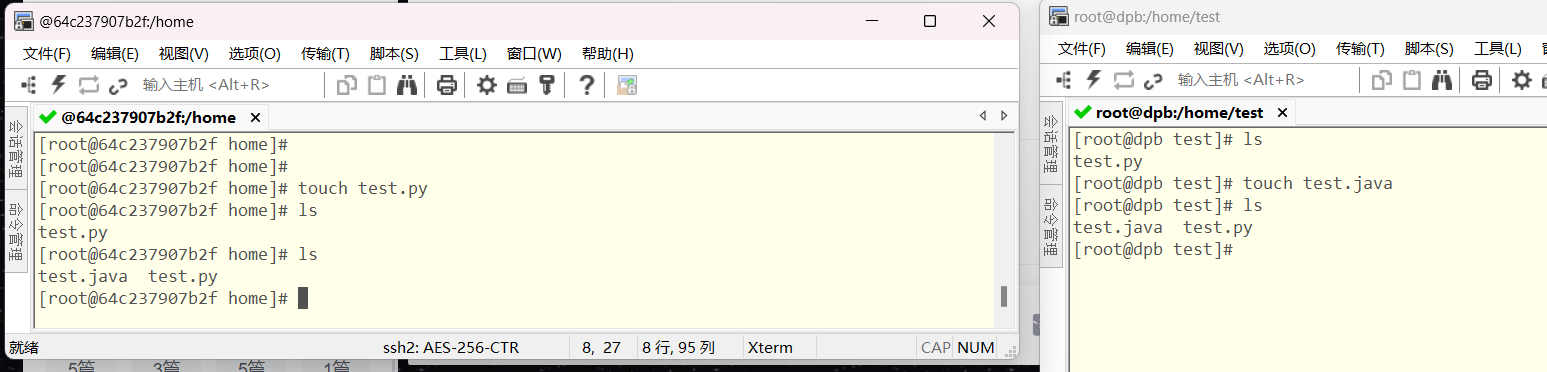 @64c237907b2f:/home
文件(F) 编辑(E) 视图(V) 选项(O) 传输(T) 脚本(S) 工具(L) 窗口(W) 帮助(H)
输入主机 <Alt+R>
@64c237907b2f:/home
会话管理
命令管理
[root@64c237907b2f home]#
[root@64c237907b2f home]#
[root@64c237907b2f home]# touch test.py
[root@64c237907b2f home]# ls
test.py
[root@64c237907b2f home]# ls
test.java  test.py
[root@64c237907b2f home]#
就绪 ssh2: AES-256-CTR 8, 27 8 行, 95 列 Xterm CAP NUM
5篇 3篇 5篇 1篇
root@dpb:/home/test
文件(F) 编辑(E) 视图(V) 选项(O) 传输(T) 脚本(S) 工具(L)
输入主机 <Alt+R>
root@dpb:/home/test
会话管理
命令管理
[root@dpb test]# ls
test.py
[root@dpb test]# touch test.java
[root@dpb test]# ls
test.java  test.py
[root@dpb test]#